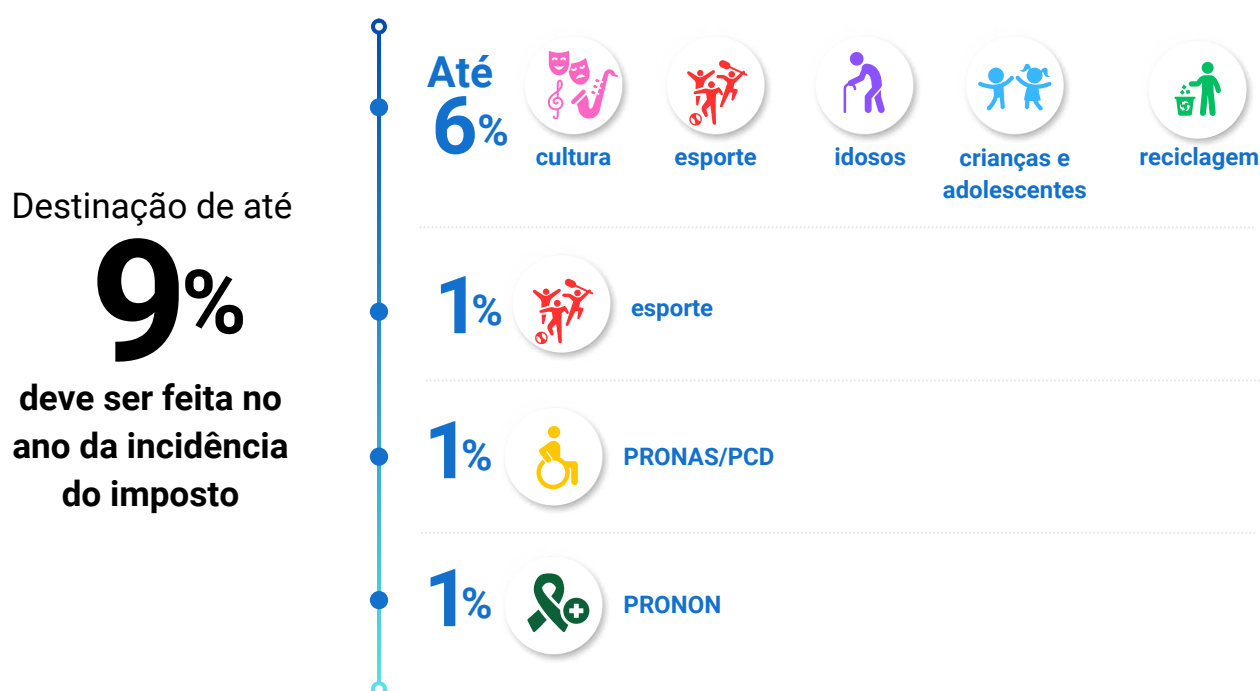 Destinação de até
9%
deve ser feita no
ano da incidência
do imposto
Até
6%
cultura
esporte
idosos
crianças e
adolescentes
reciclagem
1%
esporte
1%
PRONAS/PCD
1%
PRONON